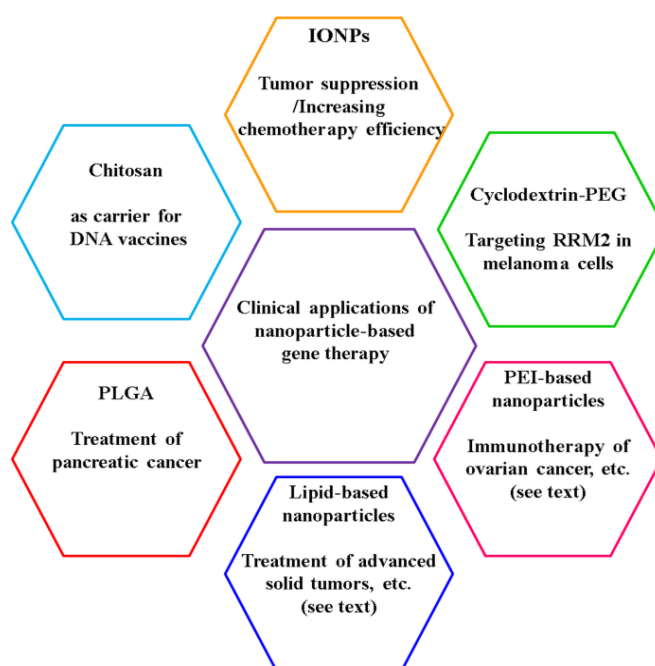 IONPs
Tumor suppression
/Increasing
chemotherapy efficiency
Chitosan
as carrier for
DNA vaccines
Cyclodextrin-PEG
Targeting RRM2 in
melanoma cells
Clinical applications of
nanoparticle-based
gene therapy
PLGA
Treatment of
pancreatic cancer
PEI-based
nanoparticles
Immunotherapy of
ovarian cancer, etc.
(see text)
Lipid-based
nanoparticles
Treatment of advanced
solid tumors, etc.
(see text)